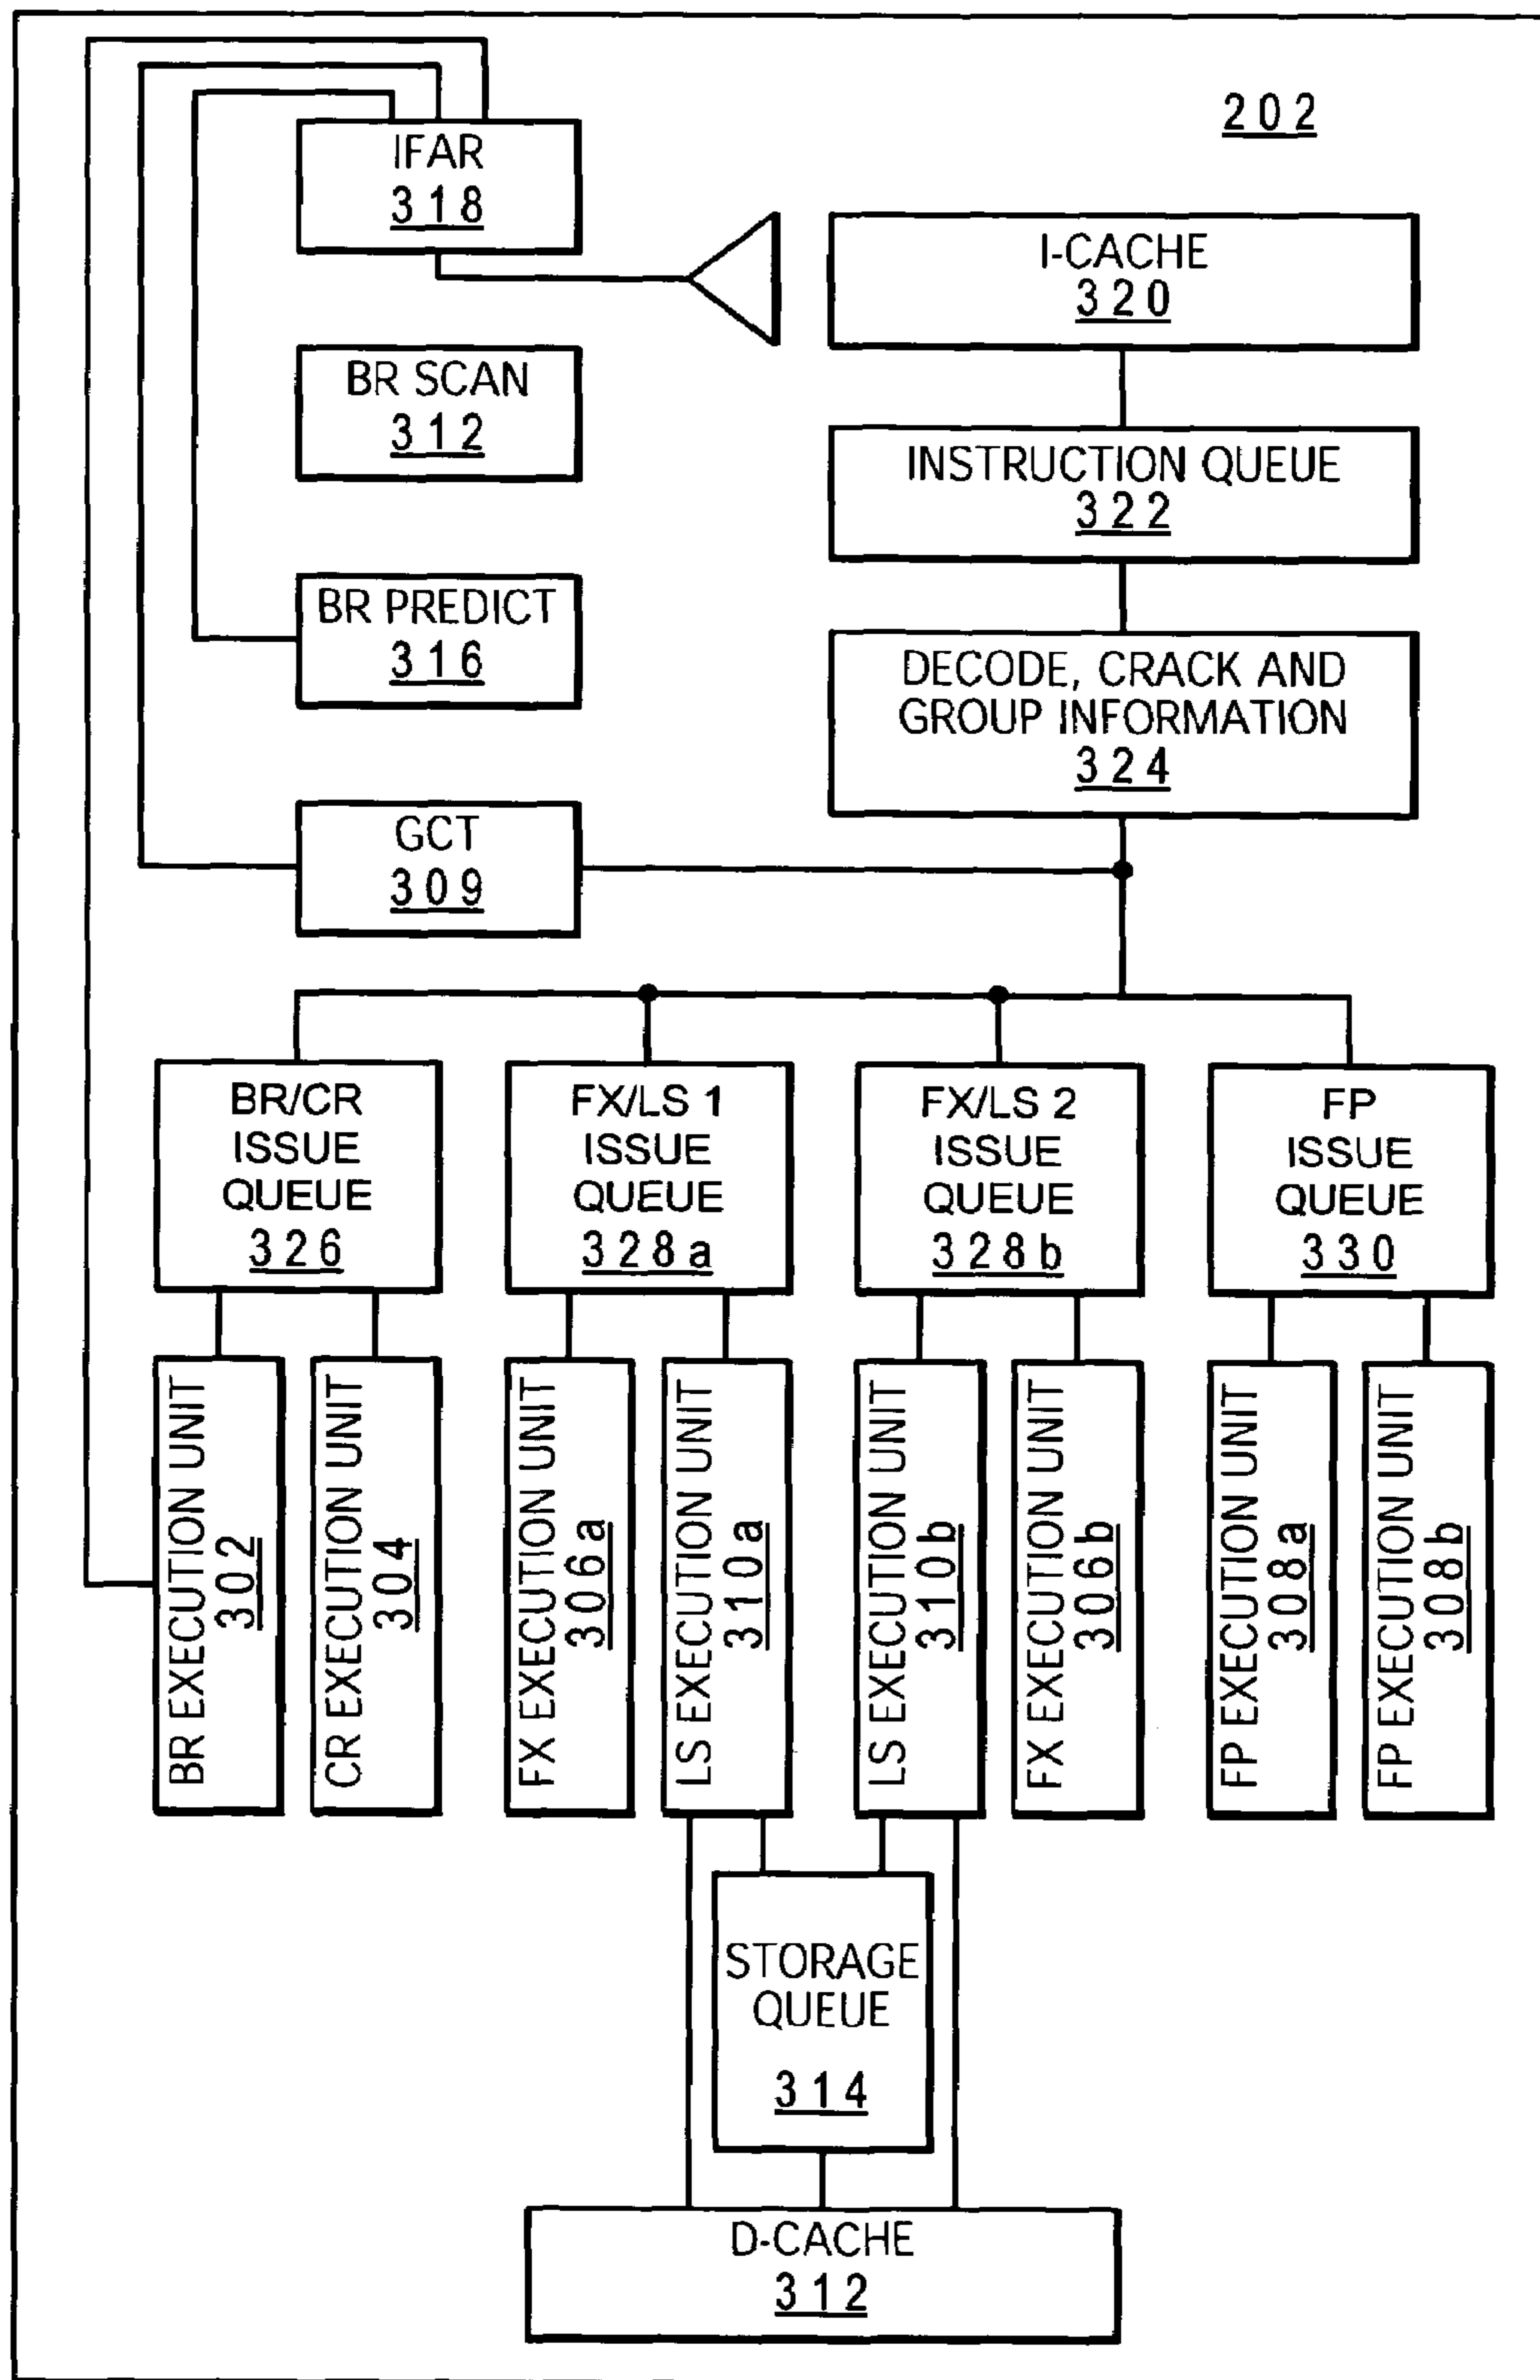 202
IFAR
318
I-CACHE
320
BR SCAN
312
INSTRUCTION QUEUE
322
BR PREDICT
316
DECODE, CRACK AND
GROUP INFORMATION
324
GCT
309
BR/CR
ISSUE
QUEUE
326
FX/LS 1
ISSUE
QUEUE
328a
FX/LS 2
ISSUE
QUEUE
328b
FP
ISSUE
QUEUE
330
BR EXECUTION UNIT
302
CR EXECUTION UNIT
304
FX EXECUTION UNIT
306a
LS EXECUTION UNIT
310a
LS EXECUTION UNIT
310b
FX EXECUTION UNIT
306b
FP EXECUTION UNIT
308a
FP EXECUTION UNIT
308b
STORAGE
QUEUE
314
D-CACHE
312